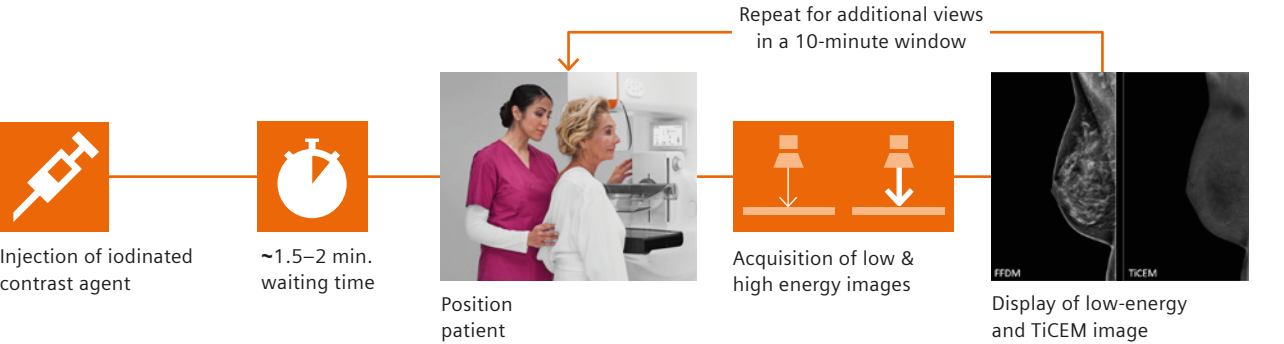 Repeat for additional views
in a 10-minute window
Injection of iodinated
contrast agent
~1.5–2 min.
waiting time
Position
patient
Acquisition of low &
high energy images
FFDM
TiCEM
Display of low-energy
and TiCEM image